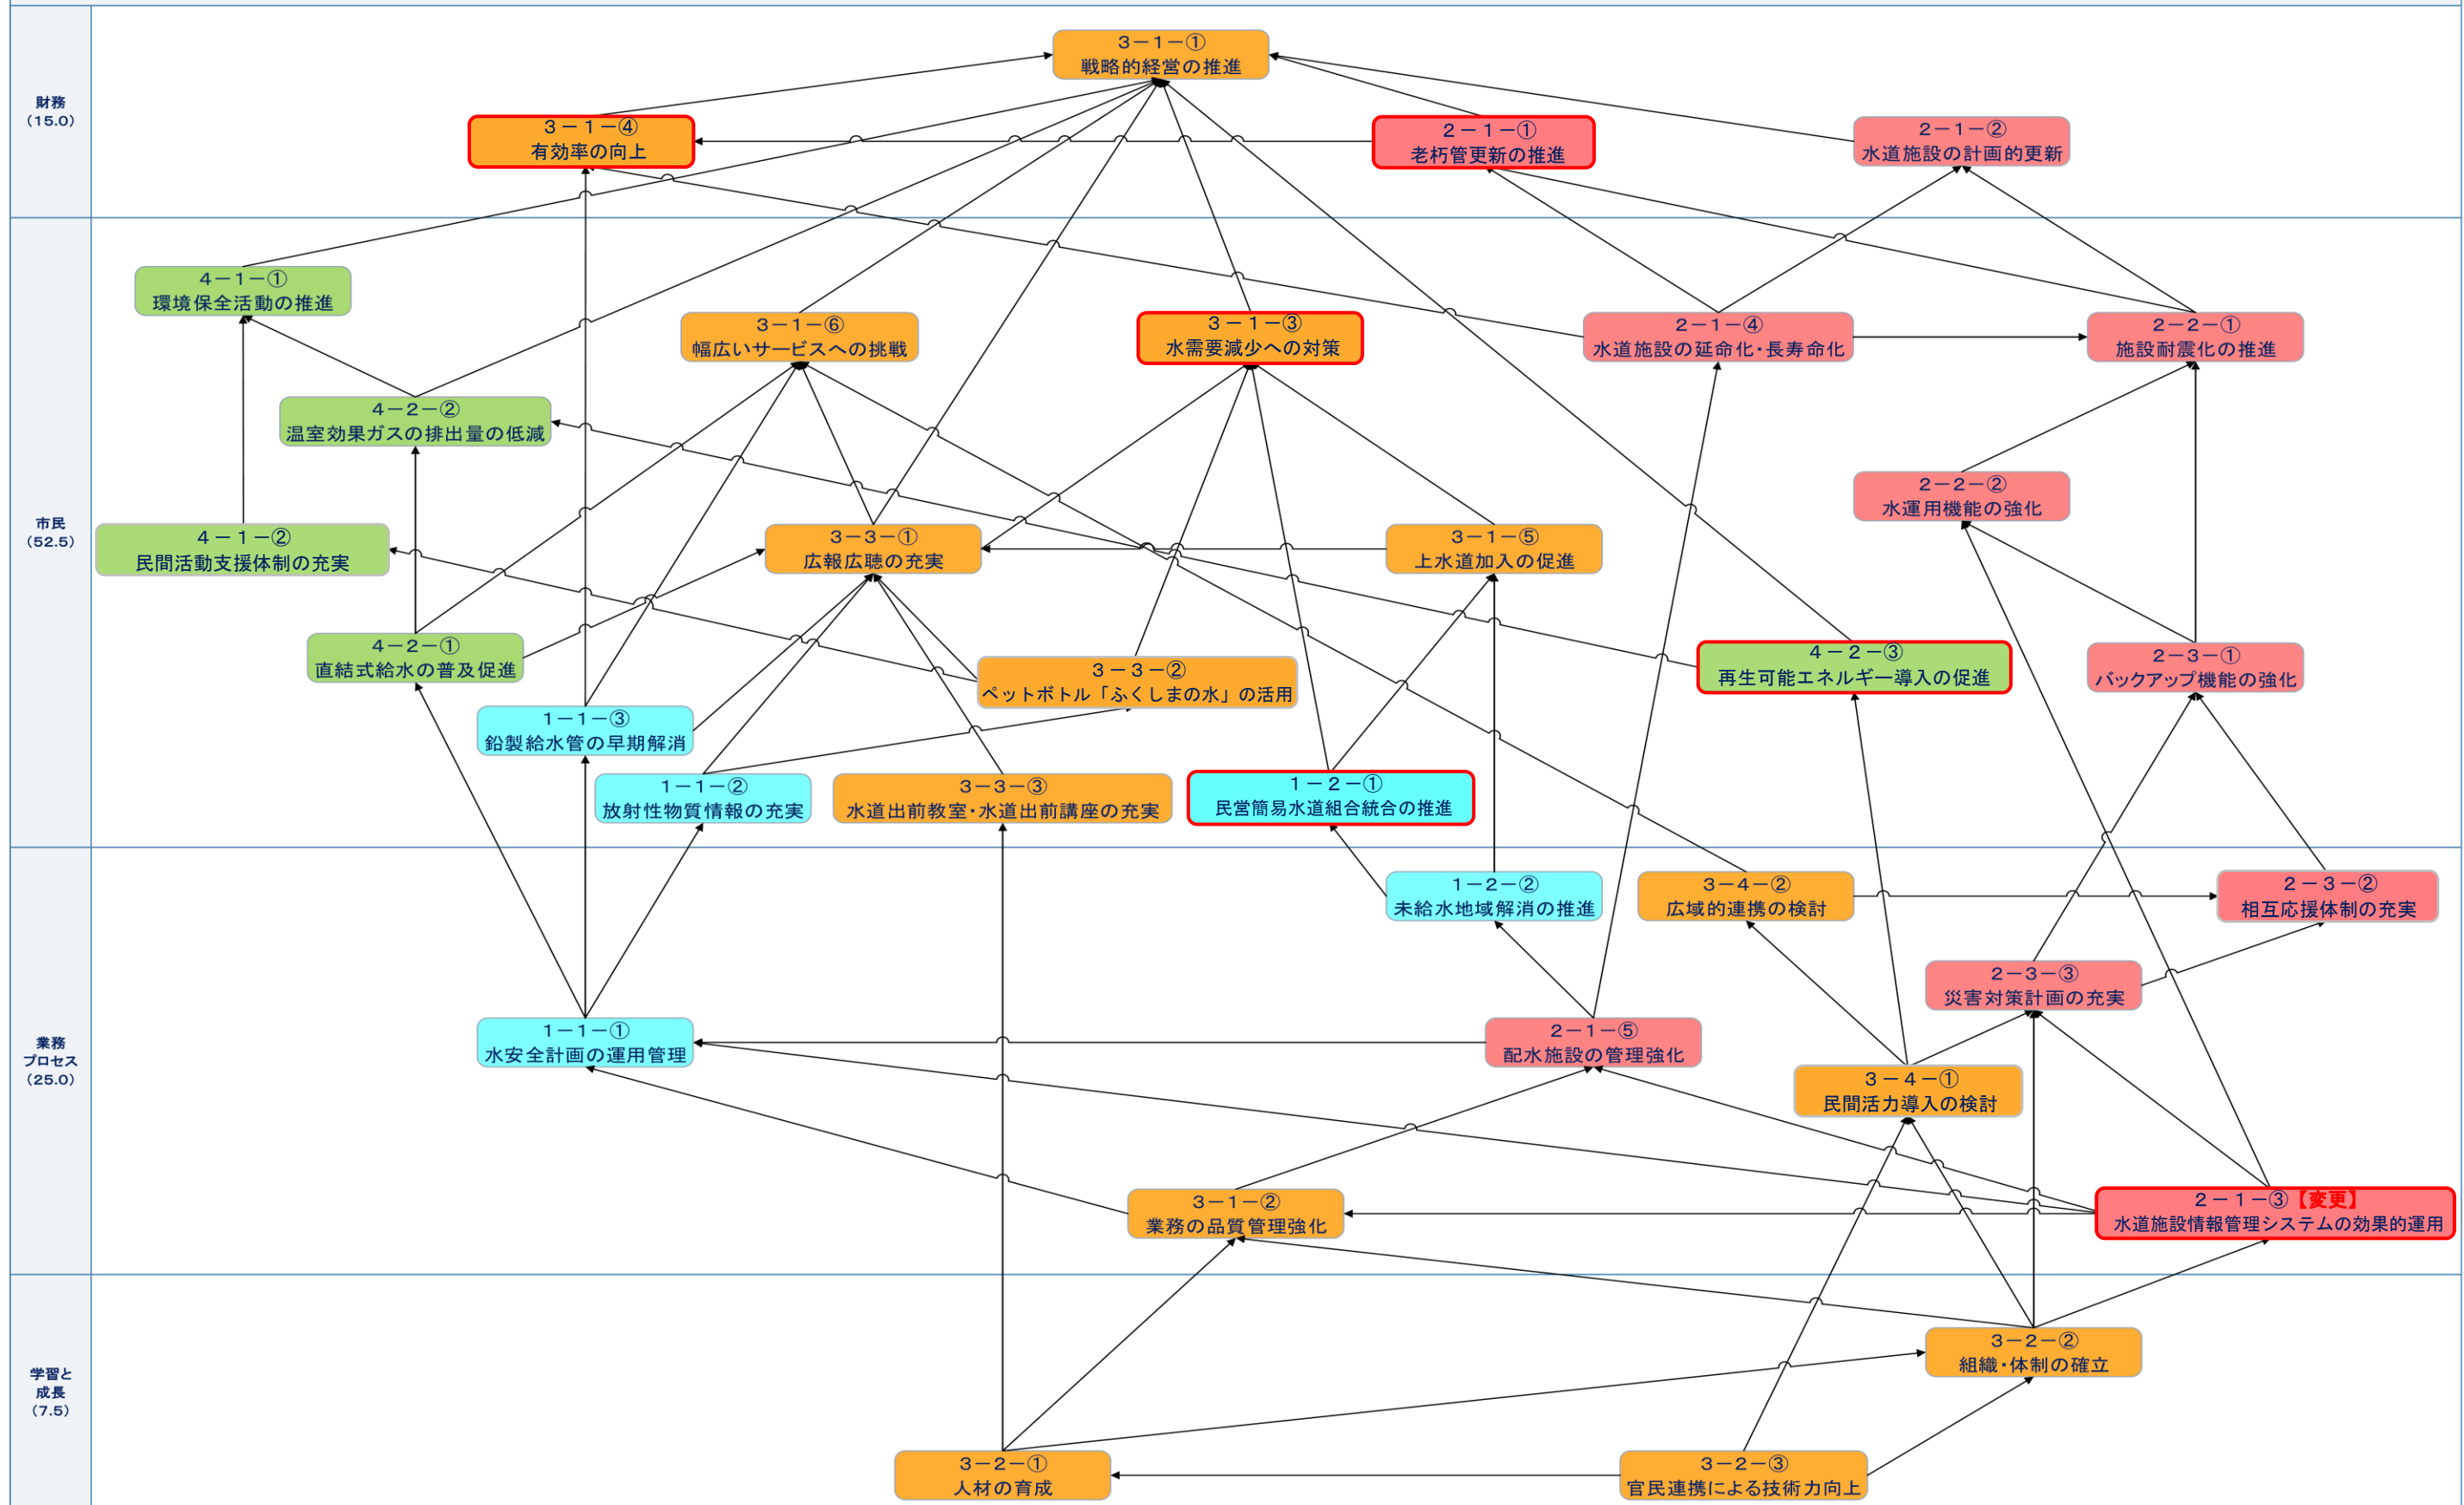 財務
（15.0）
3－1－①
戦略的経営の推進
3－1－④
有効率の向上
2－1－①
老朽管更新の推進
2－1－②
水道施設の計画的更新
市民
（52.5）
4－1－①
環境保全活動の推進
3－1－⑥
幅広いサービスへの挑戦
3－1－③
水需要減少への対策
2－1－④
水道施設の延命化・長寿命化
2－2－①
施設耐震化の推進
4－2－②
温室効果ガスの排出量の低減
2－2－②
水運用機能の強化
4－1－②
民間活動支援体制の充実
3－3－①
広報広聴の充実
3－1－⑤
上水道加入の促進
4－2－①
直結式給水の普及促進
3－3－②
ペットボトル「ふくしまの水」の活用
4－2－③
再生可能エネルギー導入の促進
2－3－①
バックアップ機能の強化
1－1－③
鉛製給水管の早期解消
1－1－②
放射性物質情報の充実
3－3－③
水道出前教室・水道出前講座の充実
1－2－①
民営簡易水道組合統合の推進
業務
プロセス
（25.0）
1－2－②
未給水地域解消の推進
3－4－②
広域的連携の検討
2－3－②
相互応援体制の充実
2－3－③
災害対策計画の充実
1－1－①
水安全計画の運用管理
2－1－⑤
配水施設の管理強化
3－4－①
民間活力導入の検討
3－1－②
業務の品質管理強化
2－1－③【変更】
水道施設情報管理システムの効果的運用
学習と
成長
（7.5）
3－2－②
組織・体制の確立
3－2－①
人材の育成
3－2－③
官民連携による技術力向上